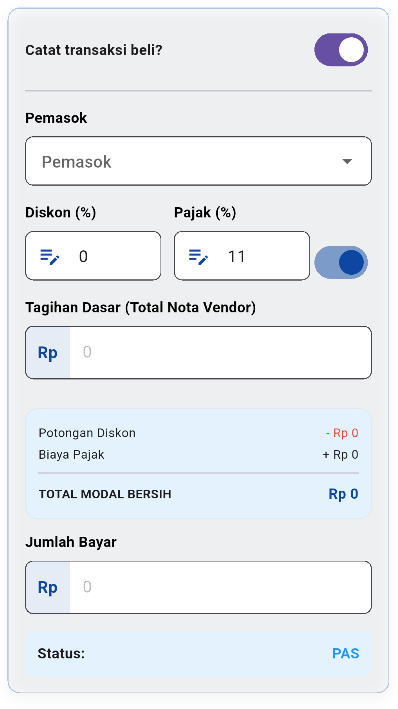 Catat transaksi beli?
Pemasok
Pemasok
Diskon (%)
Pajak (%)
0
11
Tagihan Dasar (Total Nota Vendor)
Rp 0
Potongan Diskon - Rp 0
Biaya Pajak + Rp 0
TOTAL MODAL BERSIH Rp 0
Jumlah Bayar
Rp 0
Status: PAS